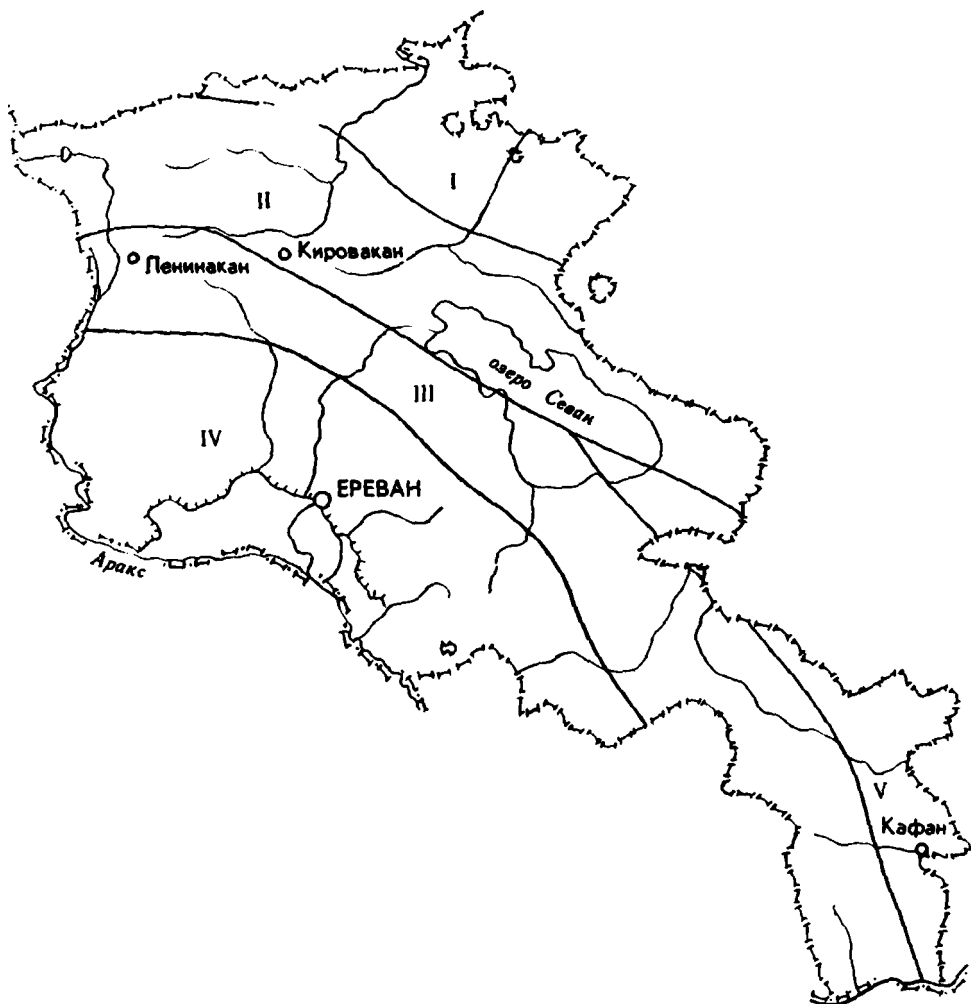 I
II
Кировакан
Ленинакан
озеро Севан
III
IV
ЕРЕВАН
Аракс
V
Кафан